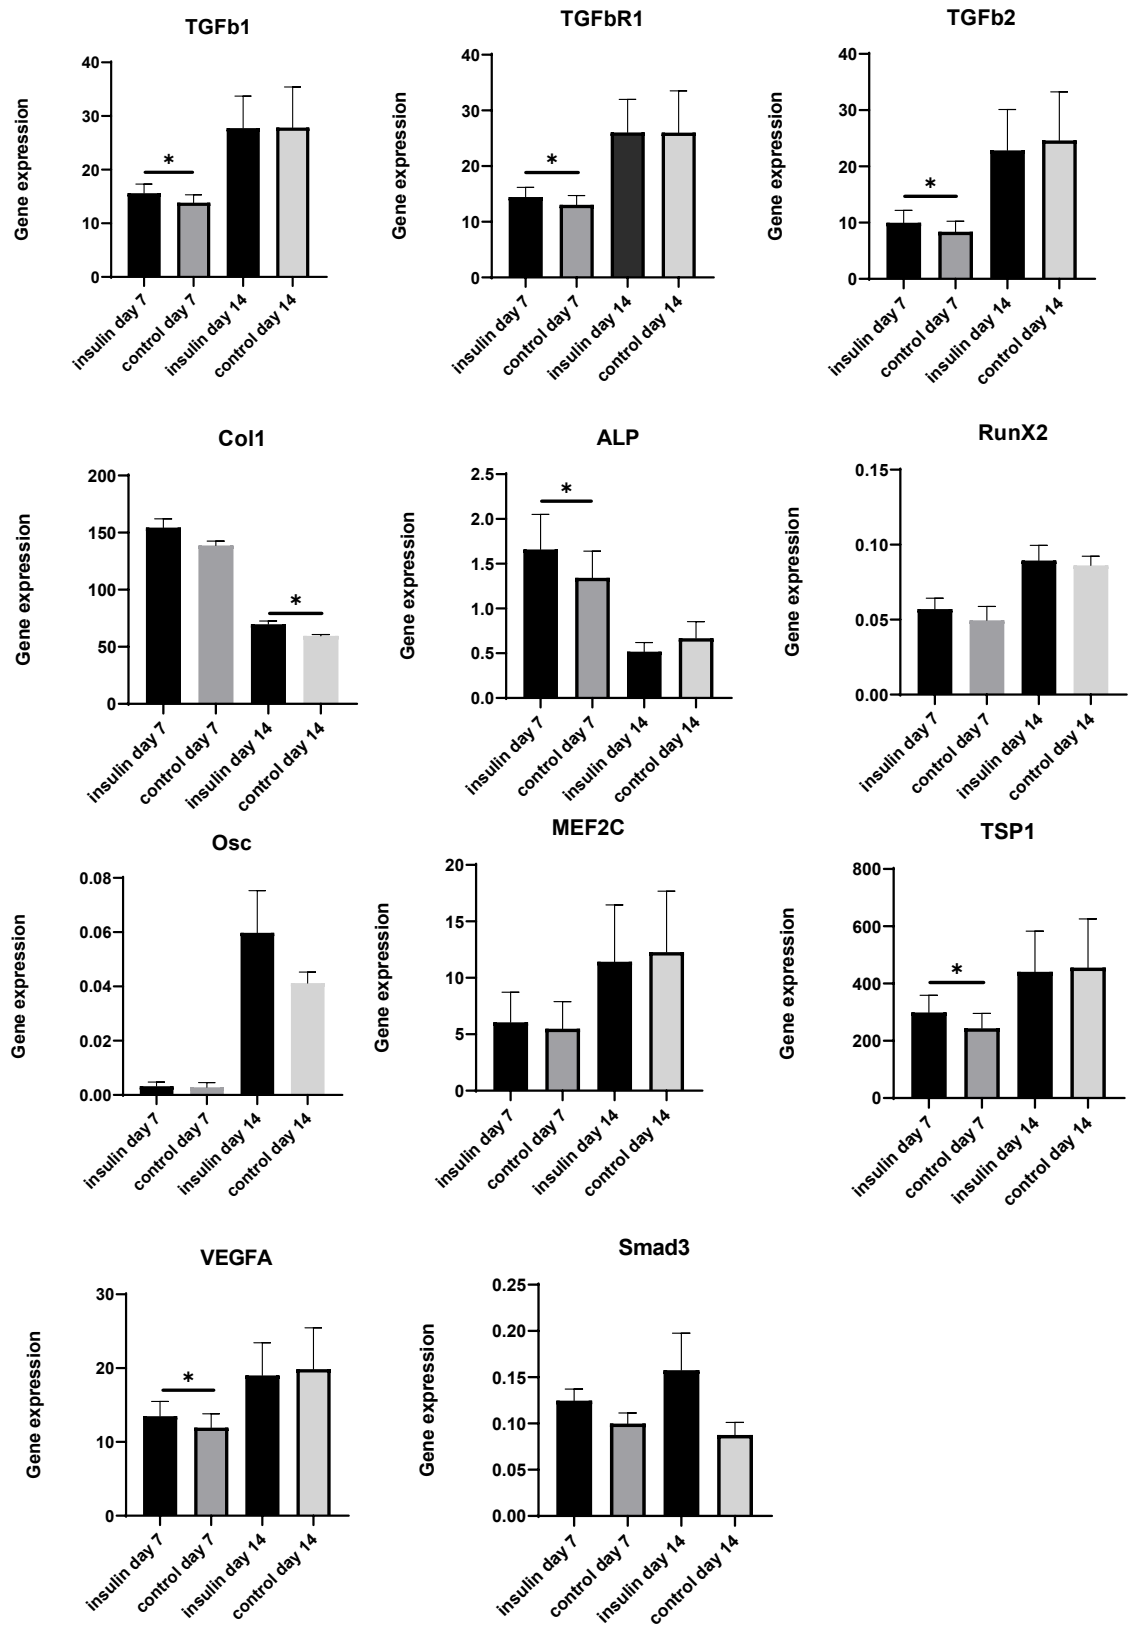 TGFb1
Gene expression
40
30
20
10
0
*
insulin day 7
control day 7
insulin day 14
control day 14
TGFbR1
Gene expression
40
30
20
10
0
*
insulin day 7
control day 7
insulin day 14
control day 14
TGFb2
Gene expression
40
30
20
10
0
*
insulin day 7
control day 7
insulin day 14
control day 14
Col1
Gene expression
200
150
100
50
0
*
insulin day 7
control day 7
insulin day 14
control day 14
ALP
Gene expression
2.5
2.0
1.5
1.0
0.5
0.0
*
insulin day 7
control day 7
insulin day 14
control day 14
RunX2
Gene expression
0.15
0.10
0.05
0.00
insulin day 7
control day 7
insulin day 14
control day 14
Osc
Gene expression
0.08
0.06
0.04
0.02
0.00
insulin day 7
control day 7
insulin day 14
control day 14
MEF2C
Gene expression
20
15
10
5
0
insulin day 7
control day 7
insulin day 14
control day 14
TSP1
Gene expression
800
600
400
200
0
*
insulin day 7
control day 7
insulin day 14
control day 14
VEGFA
Gene expression
30
20
10
0
*
insulin day 7
control day 7
insulin day 14
control day 14
Smad3
Gene expression
0.25
0.20
0.15
0.10
0.05
0.00
insulin day 7
control day 7
insulin day 14
control day 14